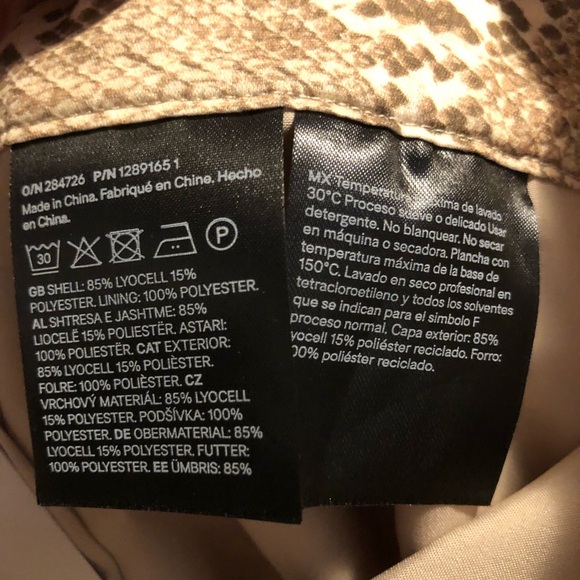 O/N 284726 P/N 1289165 1
Made in China. Fabriqué en Chine. Hecho
en China.
30
P
GB SHELL: 85% LYOCELL 15%
POLYESTER. LINING: 100% POLYESTER.
AL SHTRESA E JASHTME: 85%
LIOCELË 15% POLIESTËR. ASTARI:
100% POLIESTËR. CAT EXTERIOR:
85% LYOCELL 15% POLIÈSTER.
FOLRE: 100% POLIÈSTER. CZ
VRCHOVÝ MATERIÁL: 85% LYOCELL
15% POLYESTER. PODŠÍVKA: 100%
POLYESTER. DE OBERMATERIAL: 85%
LYOCELL 15% POLYESTER. FUTTER:
100% POLYESTER. EE ÜMBRIS: 85%
MX Temperatura máxima de lavado
30°C Proceso suave o delicado Usar
detergente. No blanquear. No secar
en máquina o secadora. Plancha con
temperatura máxima de la base de
150°C. Lavado en seco profesional en
tetracloroetileno y todos los solventes
que se indican para el simbolo F
proceso normal. Capa exterior: 85%
yocell 15% poliéster reciclado. Forro:
00% poliéster reciclado.